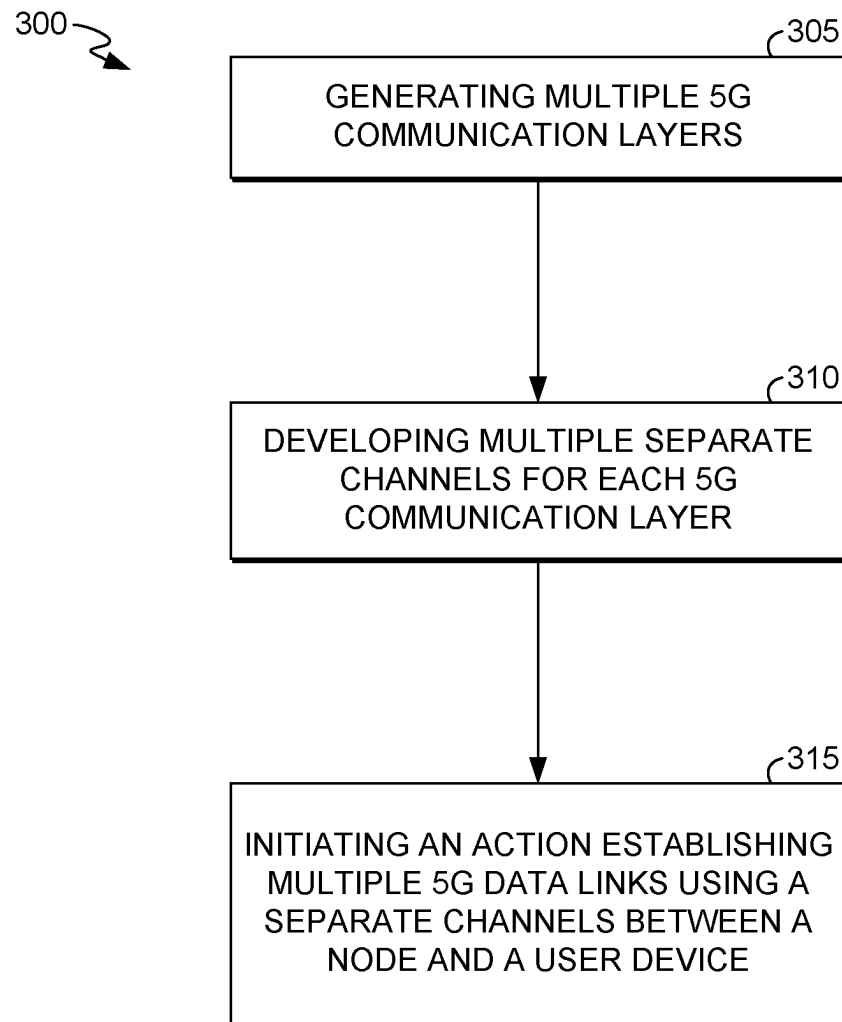 300
305
GENERATING MULTIPLE 5G
COMMUNICATION LAYERS
310
DEVELOPING MULTIPLE SEPARATE
CHANNELS FOR EACH 5G
COMMUNICATION LAYER
315
INITIATING AN ACTION ESTABLISHING
MULTIPLE 5G DATA LINKS USING A
SEPARATE CHANNELS BETWEEN A
NODE AND A USER DEVICE